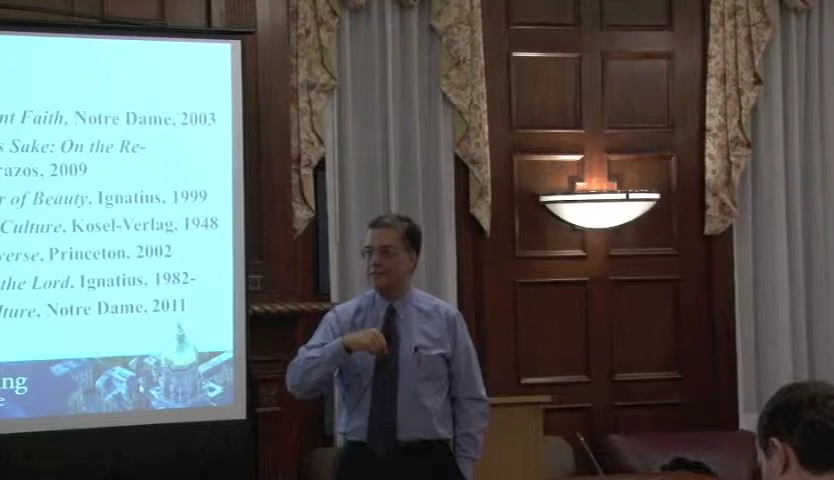 nt Faith, Notre Dame, 2003
s Sake: On the Re-
razos, 2009
r of Beauty, Ignatius, 1999
Culture, Kosel-Verlag, 1948
verse, Princeton, 2002
the Lord, Ignatius, 1982-
lture, Notre Dame, 2011
ng
e